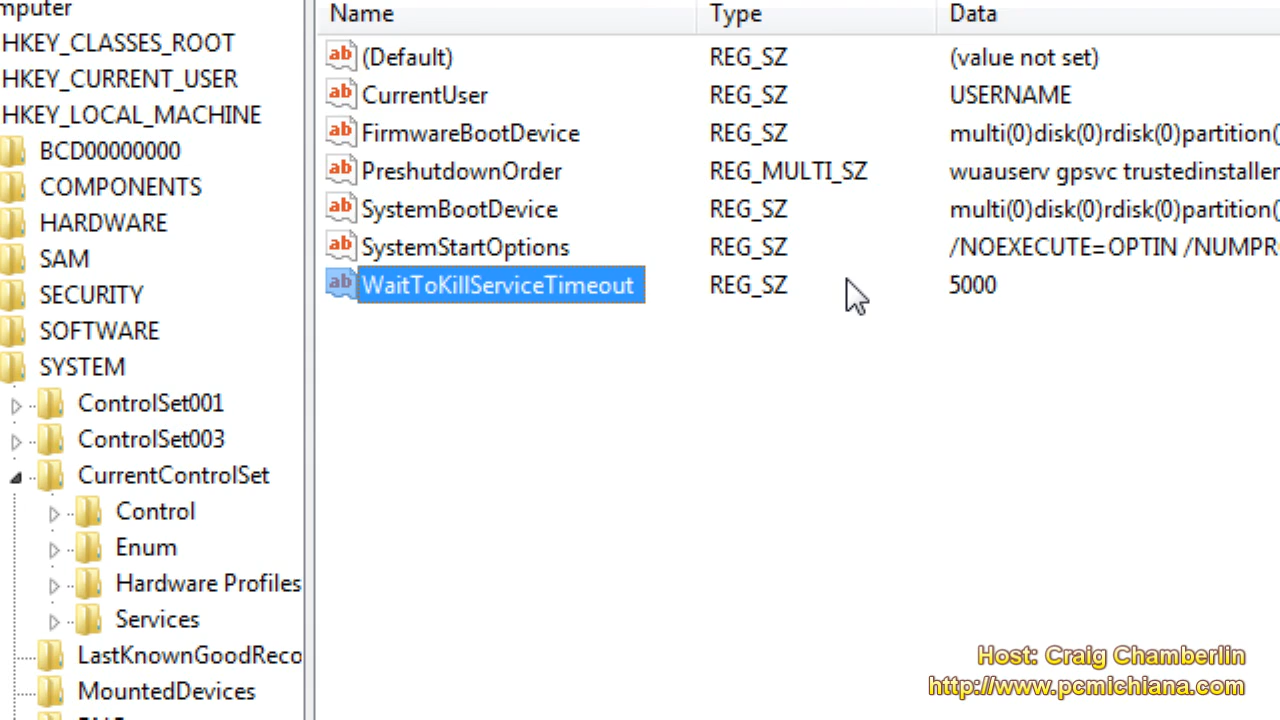 mputer
HKEY_CLASSES_ROOT
HKEY_CURRENT_USER
HKEY_LOCAL_MACHINE
BCD00000000
COMPONENTS
HARDWARE
SAM
SECURITY
SOFTWARE
SYSTEM
ControlSet001
ControlSet003
CurrentControlSet
Control
Enum
Hardware Profiles
Services
LastKnownGoodReco
MountedDevices
Name Type Data
(Default) REG_SZ (value not set)
CurrentUser REG_SZ USERNAME
FirmwareBootDevice REG_SZ multi(0)disk(0)rdisk(0)partition(
PreshutdownOrder REG_MULTI_SZ wuauserv gpsvc trustedinstaller
SystemBootDevice REG_SZ multi(0)disk(0)rdisk(0)partition(
SystemStartOptions REG_SZ /NOEXECUTE=OPTIN /NUMPR
WaitToKillServiceTimeout REG_SZ 5000
Host: Craig Chamberlin
http://www.pcmichiana.com